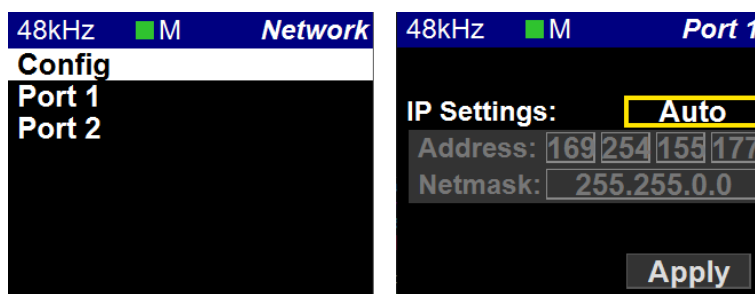 48kHz M Network
Config
Port 1
Port 2
48kHz M Port 1
IP Settings: Auto
Address: 169 254 155 177
Netmask: 255.255.0.0
Apply